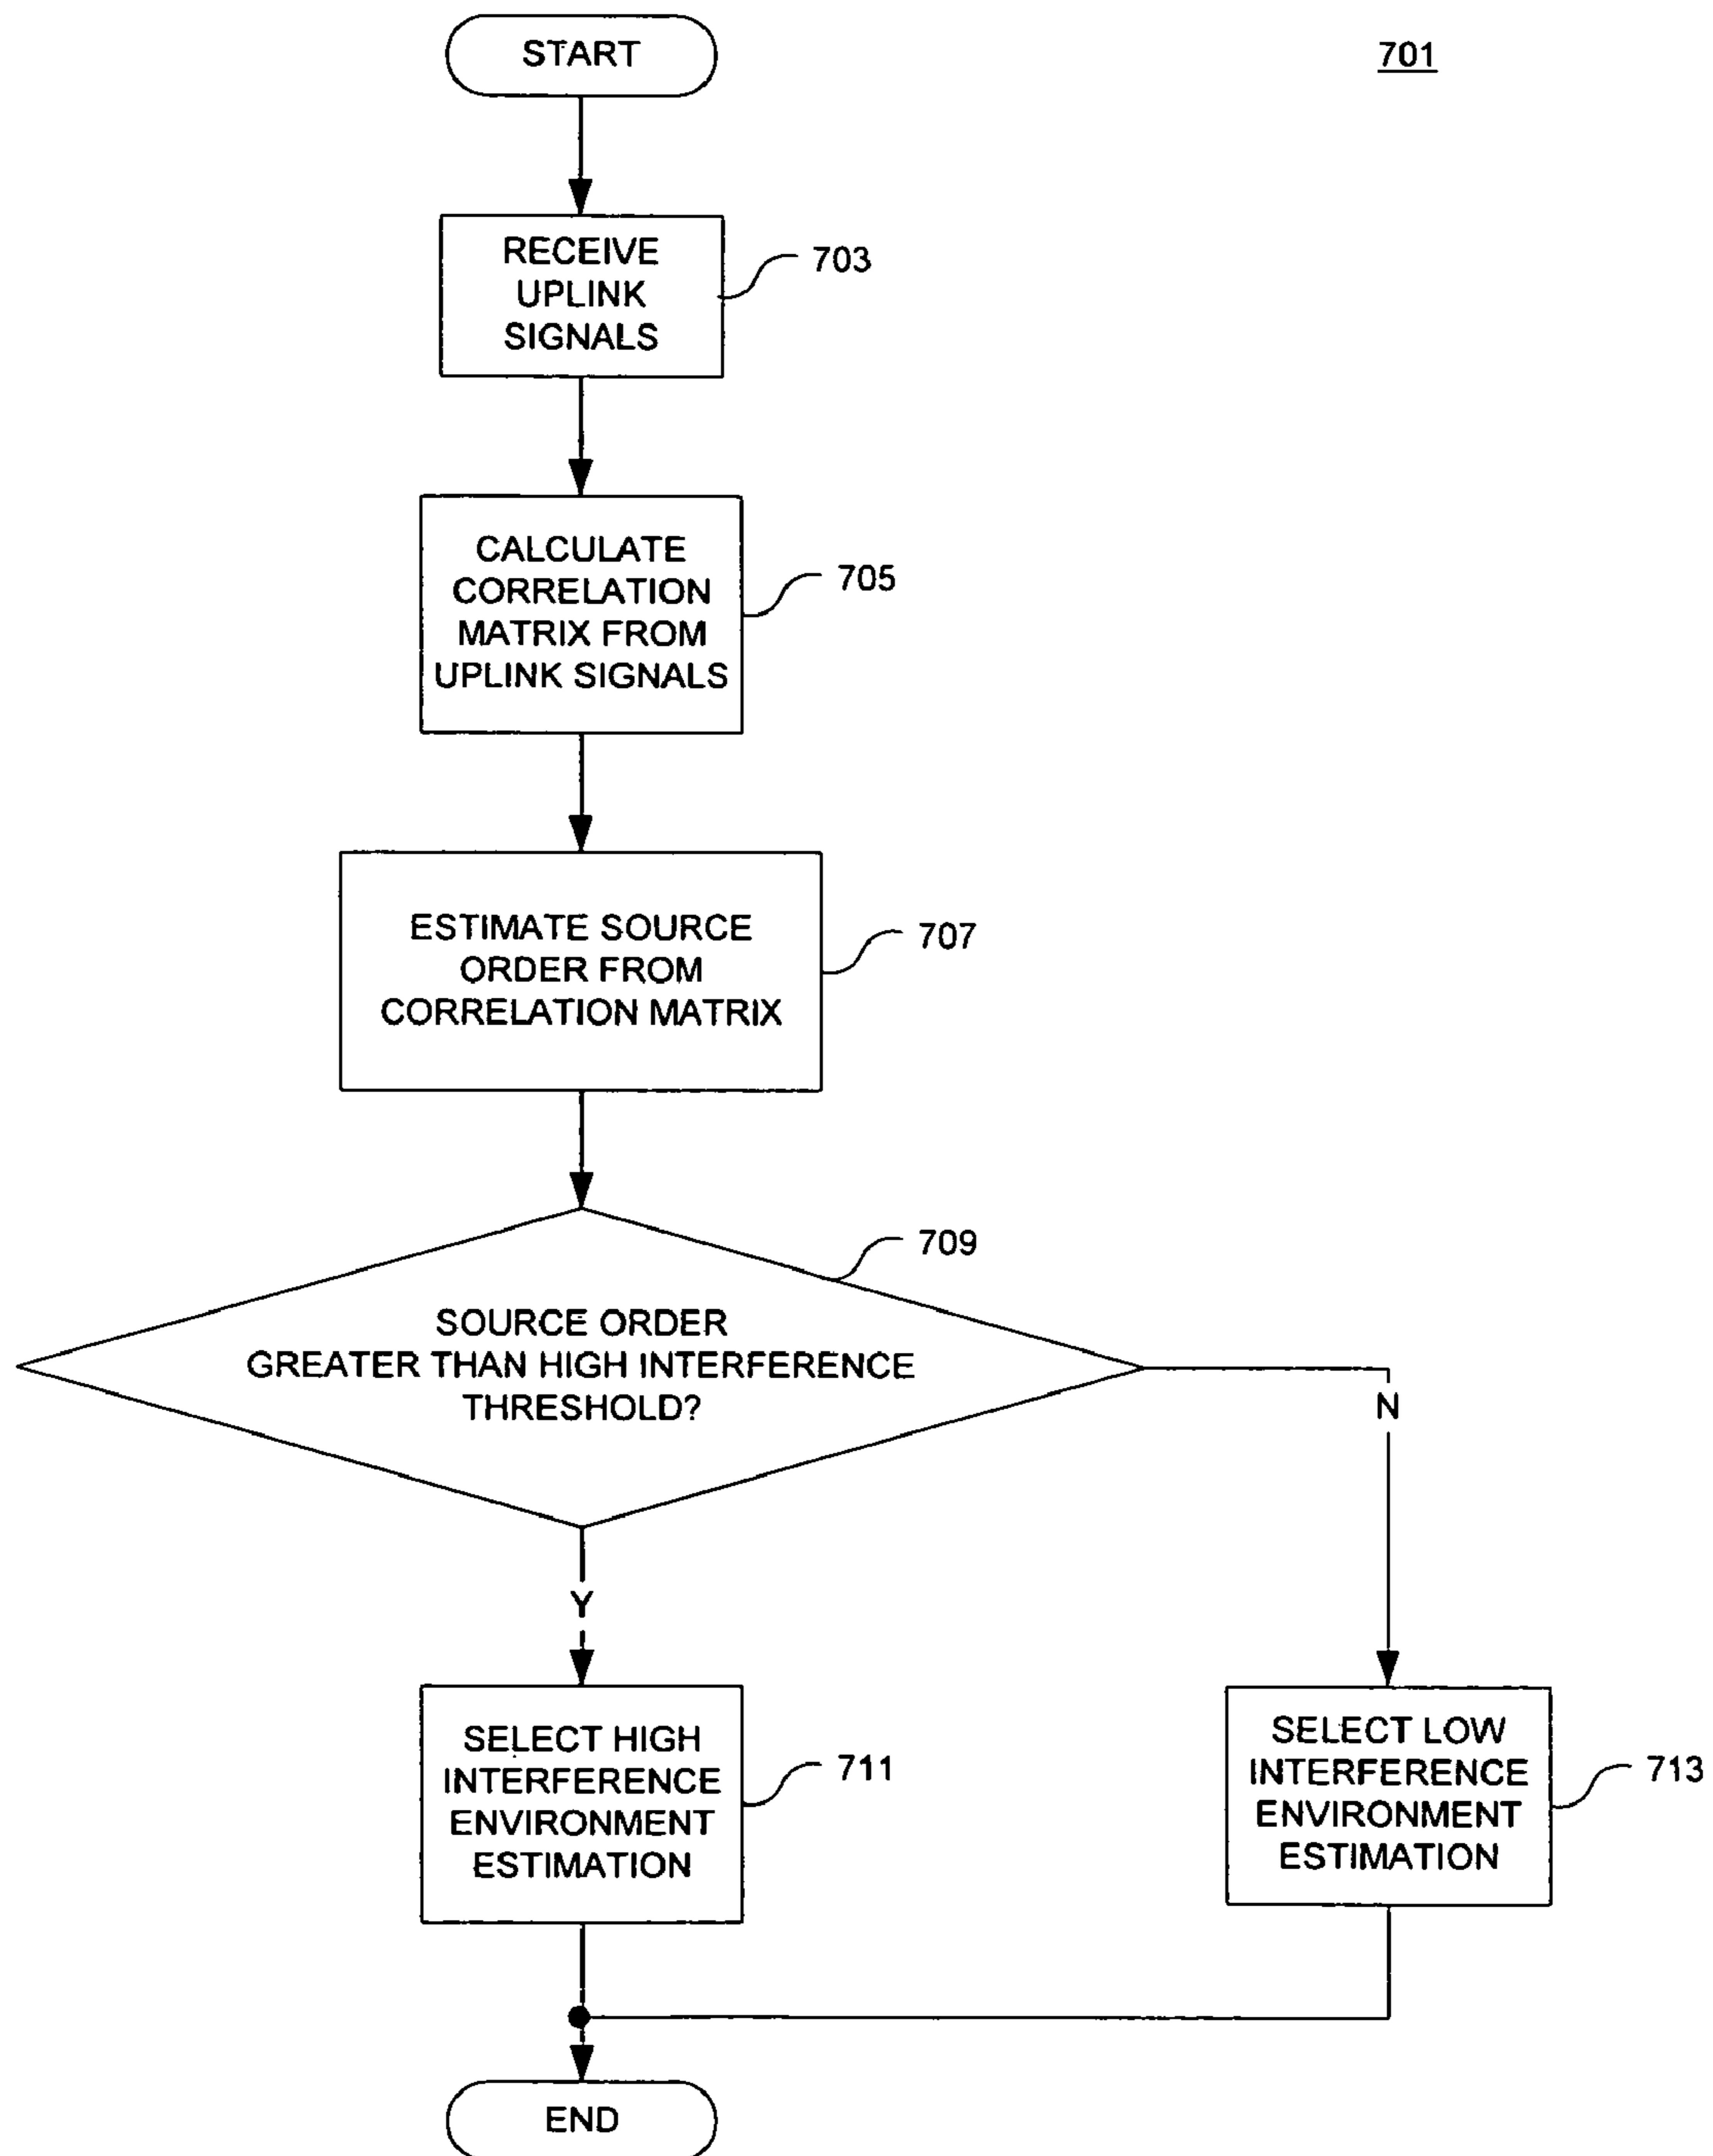 START
701
RECEIVE
UPLINK
SIGNALS
703
CALCULATE
CORRELATION
MATRIX FROM
UPLINK SIGNALS
705
ESTIMATE SOURCE
ORDER FROM
CORRELATION MATRIX
707
709
SOURCE ORDER
GREATER THAN HIGH INTERFERENCE
THRESHOLD?
N
Y
SELECT HIGH
INTERFERENCE
ENVIRONMENT
ESTIMATION
711
SELECT LOW
INTERFERENCE
ENVIRONMENT
ESTIMATION
713
END